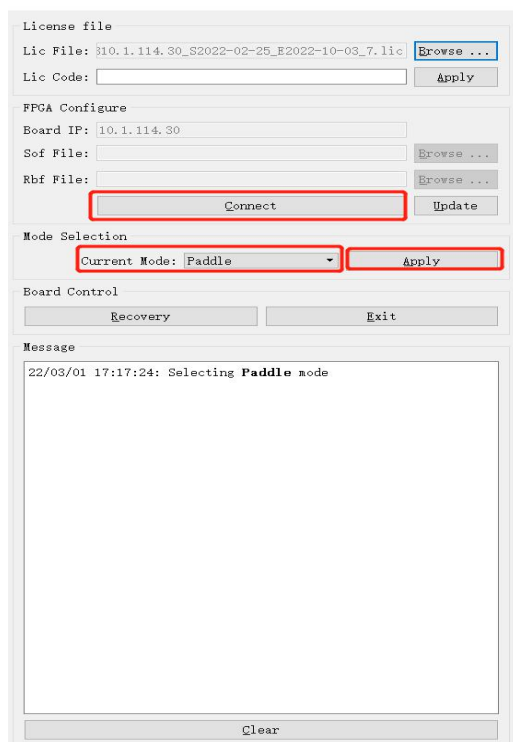 License file
Lic File: 310.1.114.30_S2022-02-25_E2022-10-03_7.lic Browse ...
Lic Code: Apply
FPGA Configure
Board IP: 10.1.114.30
Sof File: Browse ...
Rbf File: Browse ...
Connect Update
Mode Selection
Current Mode: Paddle Apply
Board Control
Recovery Exit
Message
22/03/01 17:17:24: Selecting Paddle mode
Clear